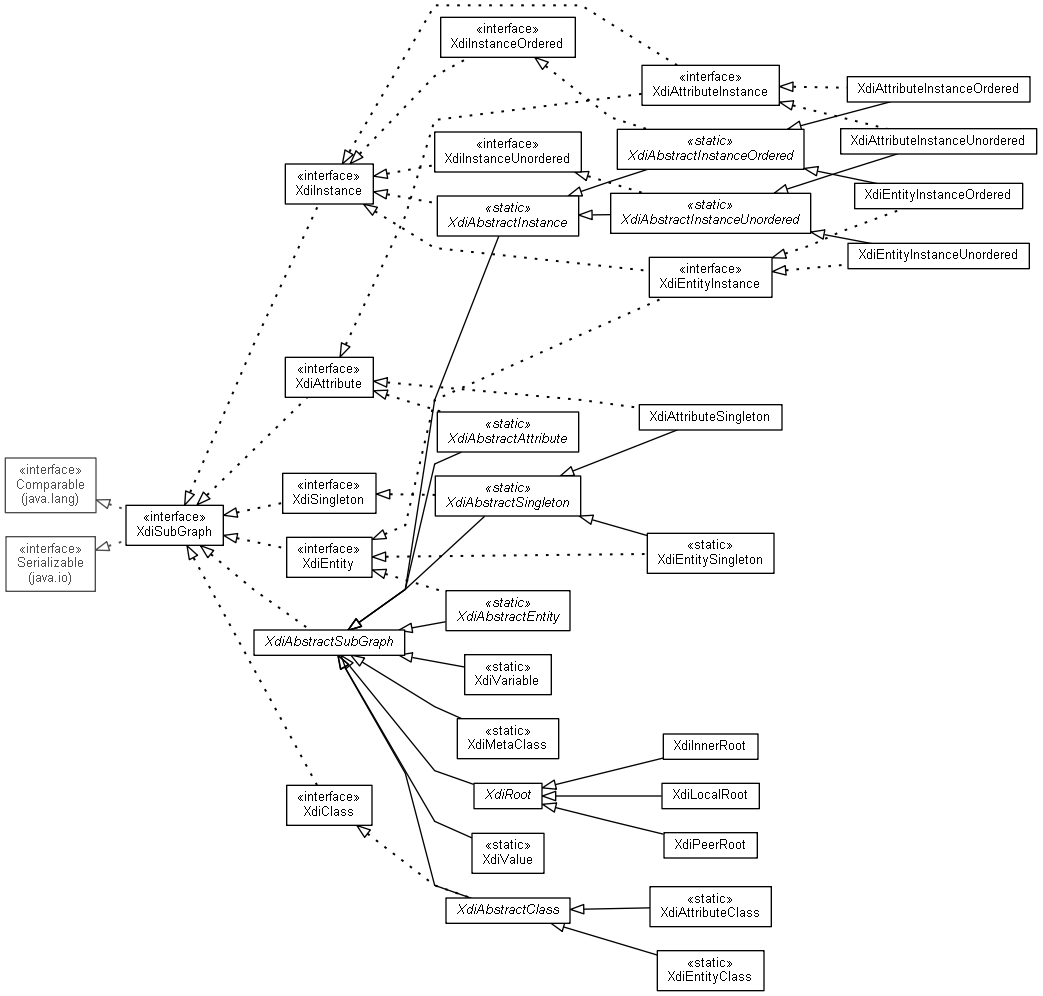 «interface»
XdiInstanceOrdered
«interface»
XdiAttributeInstance
XdiAttributeInstanceOrdered
«interface»
XdiInstanceUnordered
«static»
XdiAbstractInstanceOrdered
XdiAttributeInstanceUnordered
«interface»
XdiInstance
«static»
XdiAbstractInstance
«static»
XdiAbstractInstanceUnordered
XdiEntityInstanceOrdered
XdiEntityInstanceUnordered
«interface»
XdiEntityInstance
«interface»
XdiAttribute
«static»
XdiAbstractAttribute
XdiAttributeSingleton
«interface»
Comparable
(java.lang)
«interface»
XdiSingleton
«static»
XdiAbstractSingleton
«interface»
XdiSubGraph
«interface»
Serializable
(java.io)
«interface»
XdiEntity
«static»
XdiEntitySingleton
«static»
XdiAbstractEntity
XdiAbstractSubGraph
«static»
XdiVariable
«static»
XdiMetaClass
XdiInnerRoot
«interface»
XdiClass
XdiRoot
XdiLocalRoot
«static»
XdiValue
XdiPeerRoot
XdiAbstractClass
«static»
XdiAttributeClass
«static»
XdiEntityClass